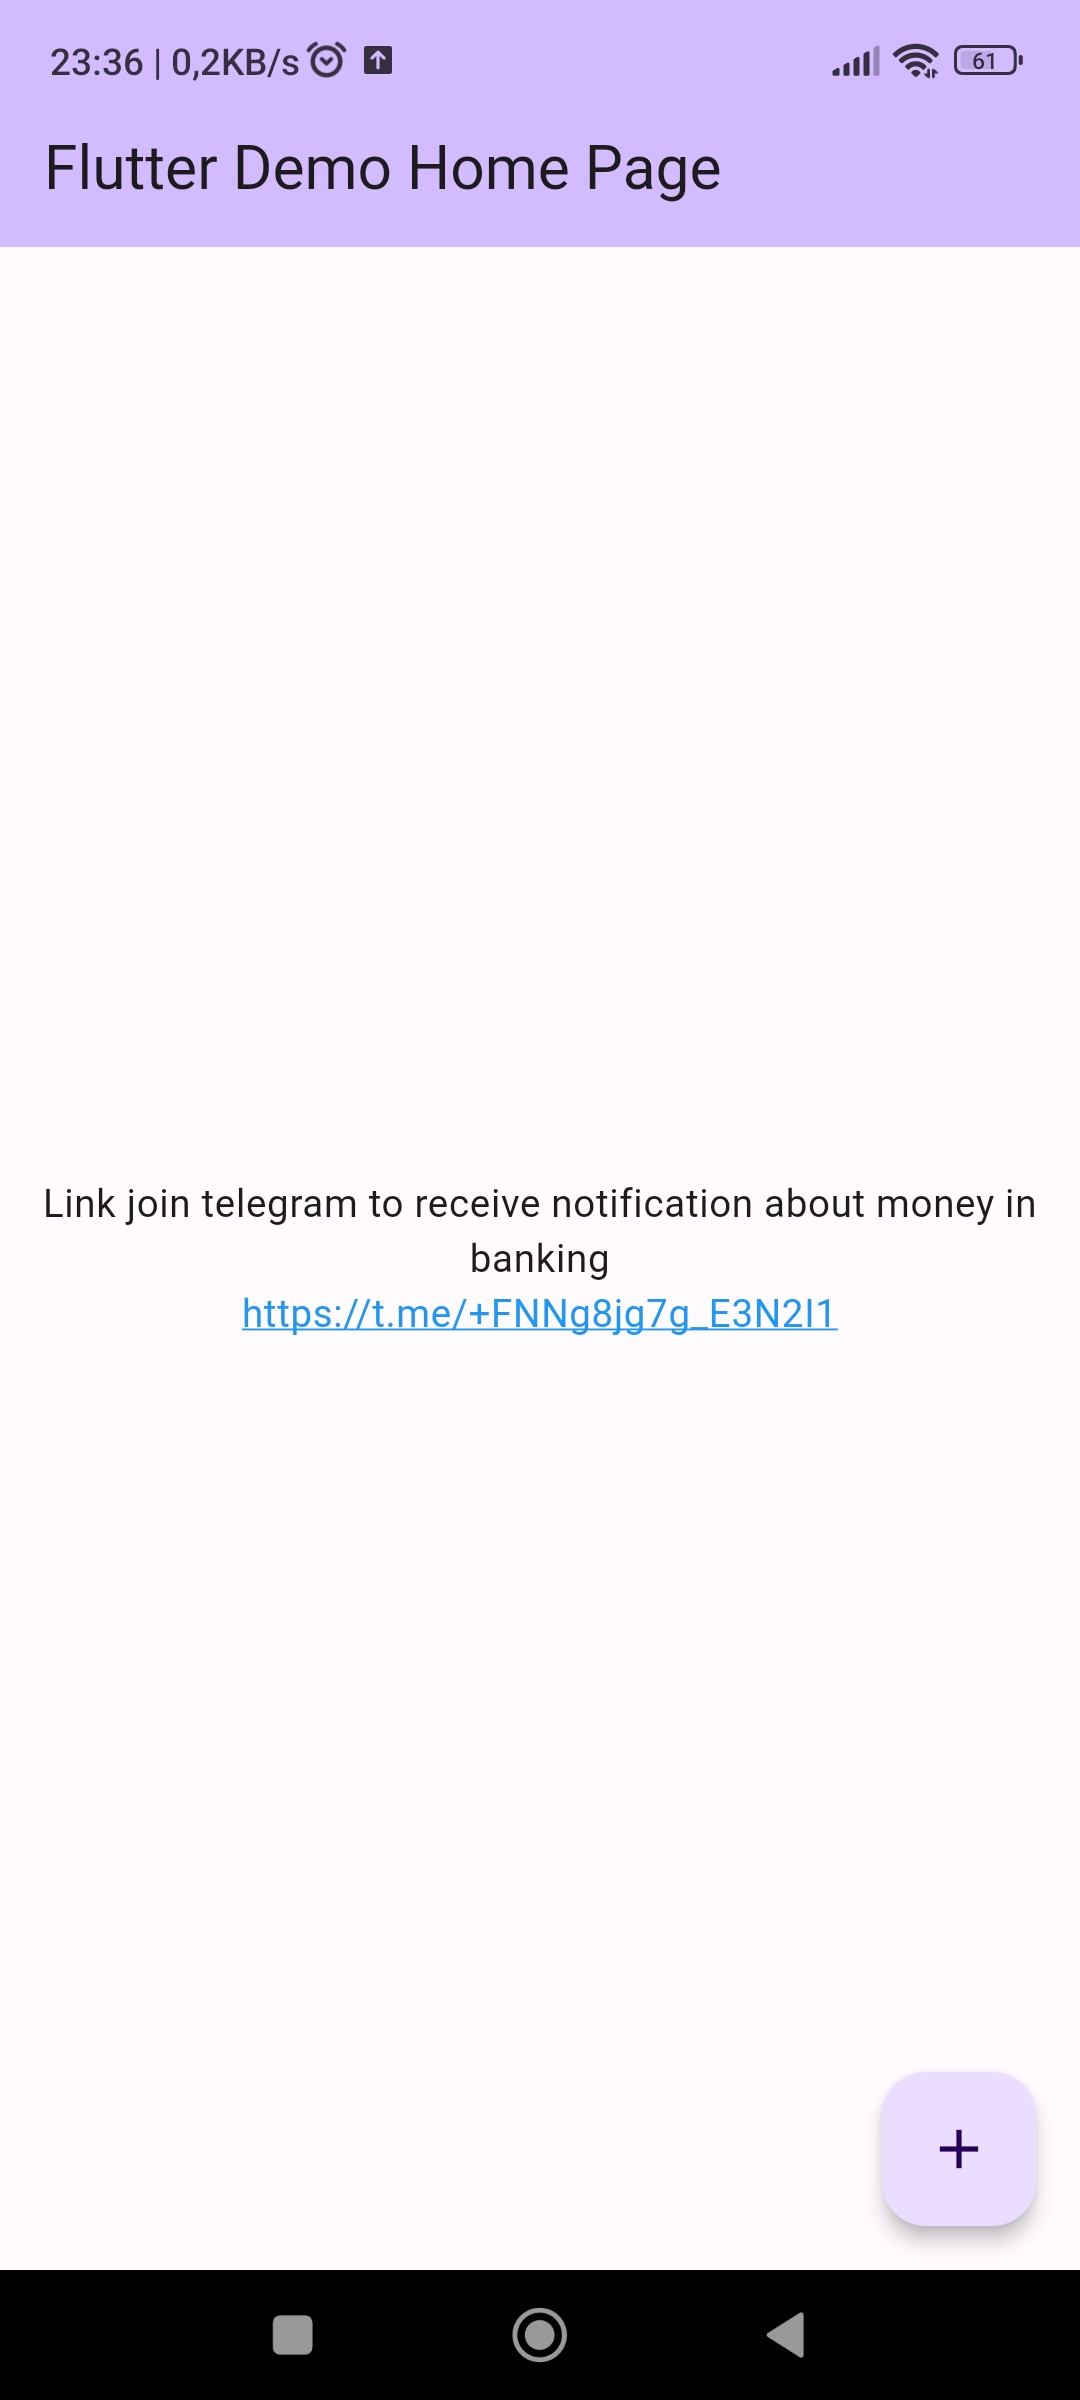 23:36 | 0,2KB/s
61
Flutter Demo Home Page
Link join telegram to receive notification about money in
banking
https://t.me/+FNNg8jg7g_E3N2I1